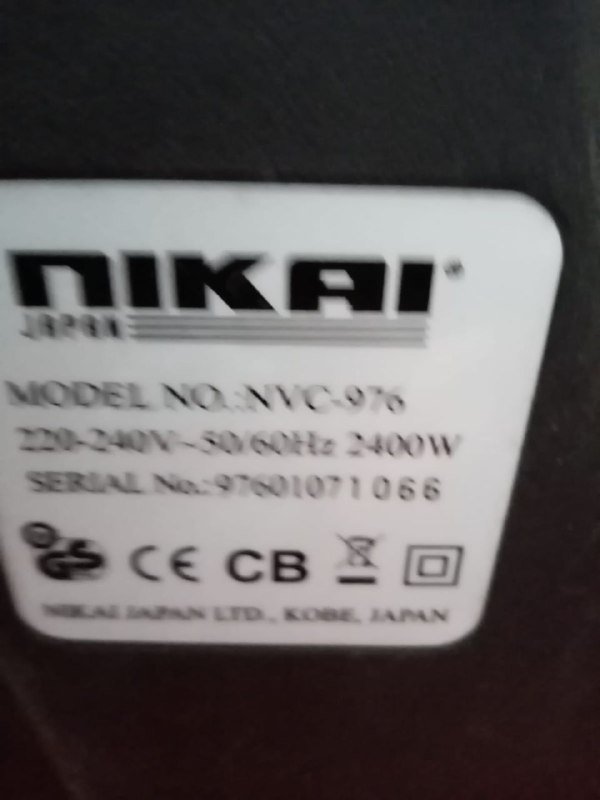 NIKAI®
JAPAN
MODEL NO.:NVC-976
220-240V~50/60Hz 2400W
SERIAL No.:97601071066
GS CE CB
NIKAI JAPAN LTD., KOBE, JAPAN